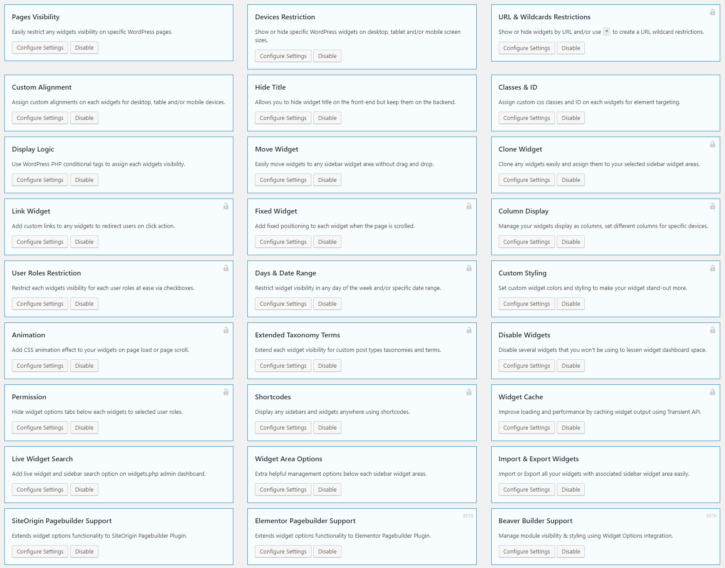 Pages Visibility
Easily restrict any widgets visibility on specific WordPress pages.
Configure Settings Disable
Devices Restriction
Show or hide specific WordPress widgets on desktop, tablet and/or mobile screen
sizes.
Configure Settings Disable
URL & Wildcards Restrictions
Show or hide widgets by URL and/or use * to create a URL wildcard restrictions.
Configure Settings Disable
Custom Alignment
Assign custom alignments on each widgets for desktop, table and/or mobile devices.
Configure Settings Disable
Hide Title
Allows you to hide widget title on the front-end but keep them on the backend.
Configure Settings Disable
Classes & ID
Assign custom css classes and ID on each widgets for element targeting.
Configure Settings Disable
Display Logic
Use WordPress PHP conditional tags to assign each widgets visibility.
Configure Settings Disable
Move Widget
Easily move widgets to any sidebar widget area without drag and drop.
Configure Settings Disable
Clone Widget
Clone any widgets easily and assign them to your selected sidebar widget areas.
Configure Settings Disable
Link Widget
Add custom links to any widgets to redirect users on click action.
Configure Settings Disable
Fixed Widget
Add fixed positioning to each widget when the page is scrolled.
Configure Settings Disable
Column Display
Manage your widgets display as columns, set different columns for specific devices.
Configure Settings Disable
User Roles Restriction
Restrict each widgets visibility for each user roles at ease via checkboxes.
Configure Settings Disable
Days & Date Range
Restrict widget visibility in any day of the week and/or specific date range.
Configure Settings Disable
Custom Styling
Set custom widget colors and styling to make your widget stand-out more.
Configure Settings Disable
Animation
Add CSS animation effect to your widgets on page load or page scroll.
Configure Settings Disable
Extended Taxonomy Terms
Extend each widget visibility for custom post types taxonomies and terms.
Configure Settings Disable
Disable Widgets
Disable several widgets that you won't be using to lessen widget dashboard space.
Configure Settings Disable
Permission
Hide widget options tabs below each widgets to selected user roles.
Configure Settings Disable
Shortcodes
Display any sidebars and widgets anywhere using shortcodes.
Configure Settings Disable
Widget Cache
Improve loading and performance by caching widget output using Transient API.
Configure Settings Disable
Live Widget Search
Add live widget and sidebar search option on widgets.php admin dashboard.
Configure Settings Disable
Widget Area Options
Extra helpful management options below each sidebar widget areas.
Configure Settings Disable
Import & Export Widgets
Import or Export all your widgets with associated sidebar widget area easily.
Configure Settings Disable
SiteOrigin Pagebuilder Support
Extends widget options functionality to SiteOrigin Pagebuilder Plugin.
Configure Settings Disable
Elementor Pagebuilder Support
BETA
Extends widget options functionality to Elementor Pagebuilder Plugin.
Configure Settings Disable
Beaver Builder Support
BETA
Manage module visibility & styling using Widget Options integration.
Configure Settings Disable